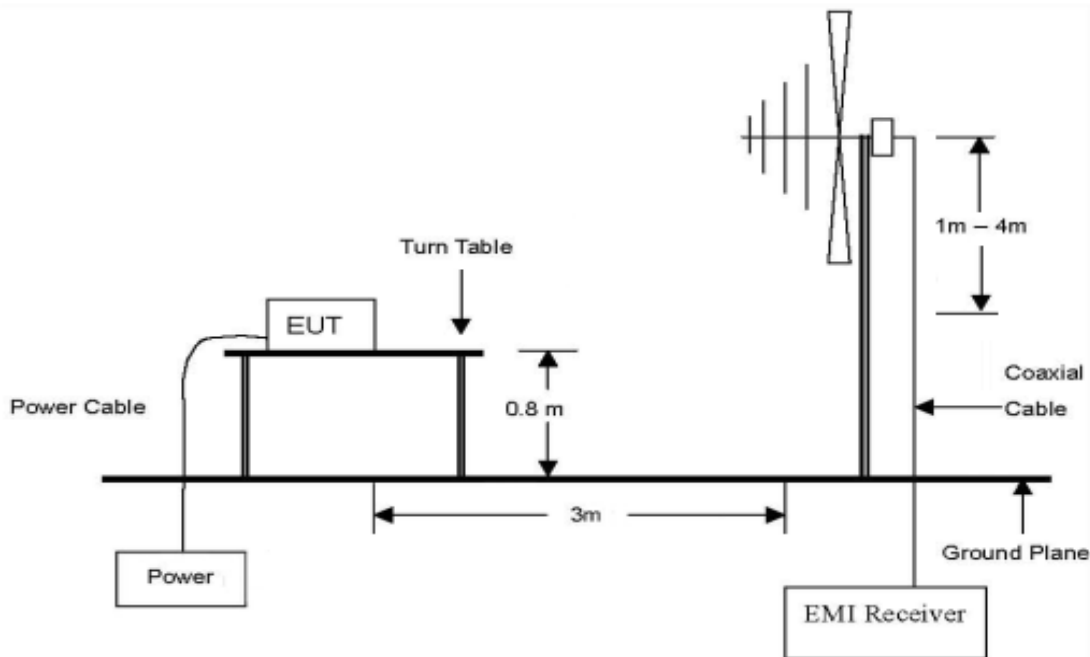 1m – 4m
Turn Table
EUT
Coaxial
Cable
Power Cable
0.8 m
3m
Ground Plane
Power
EMI Receiver